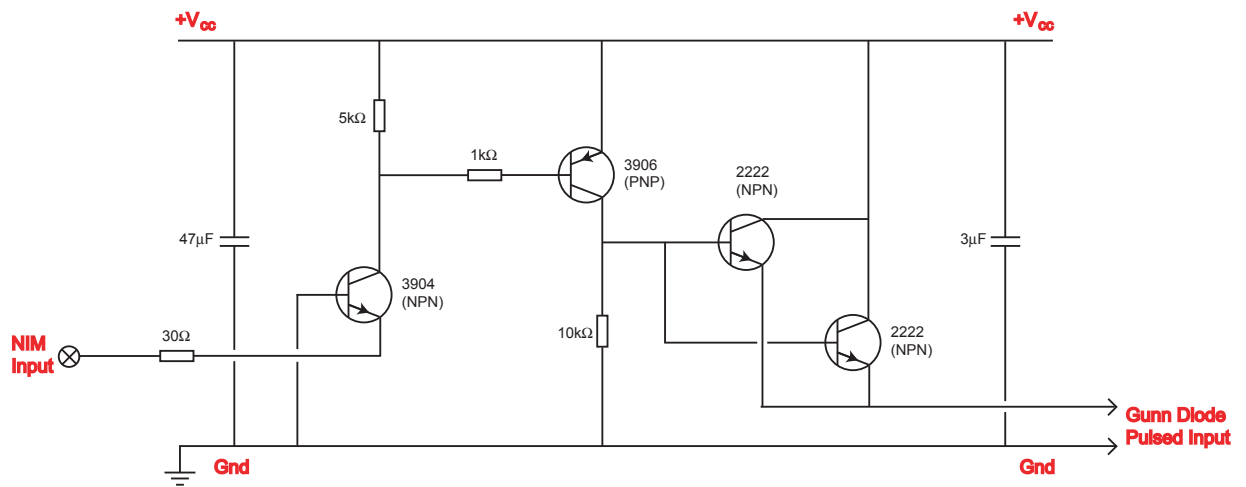 +Vcc
+Vcc
5kΩ
1kΩ
3906
(PNP)
2222
(NPN)
47μF
3μF
3904
(NPN)
NIM
Input
30Ω
10kΩ
2222
(NPN)
Gunn Diode
Pulsed Input
Gnd
Gnd